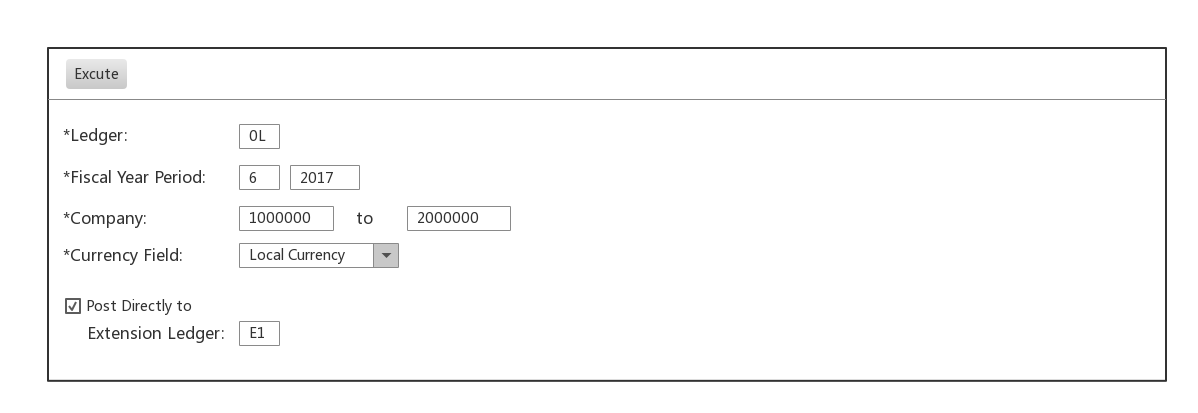 Excute
*Ledger: 0L
*Fiscal Year Period: 6 2017
*Company: 1000000 to 2000000
*Currency Field: Local Currency
Post Directly to
Extension Ledger: E1